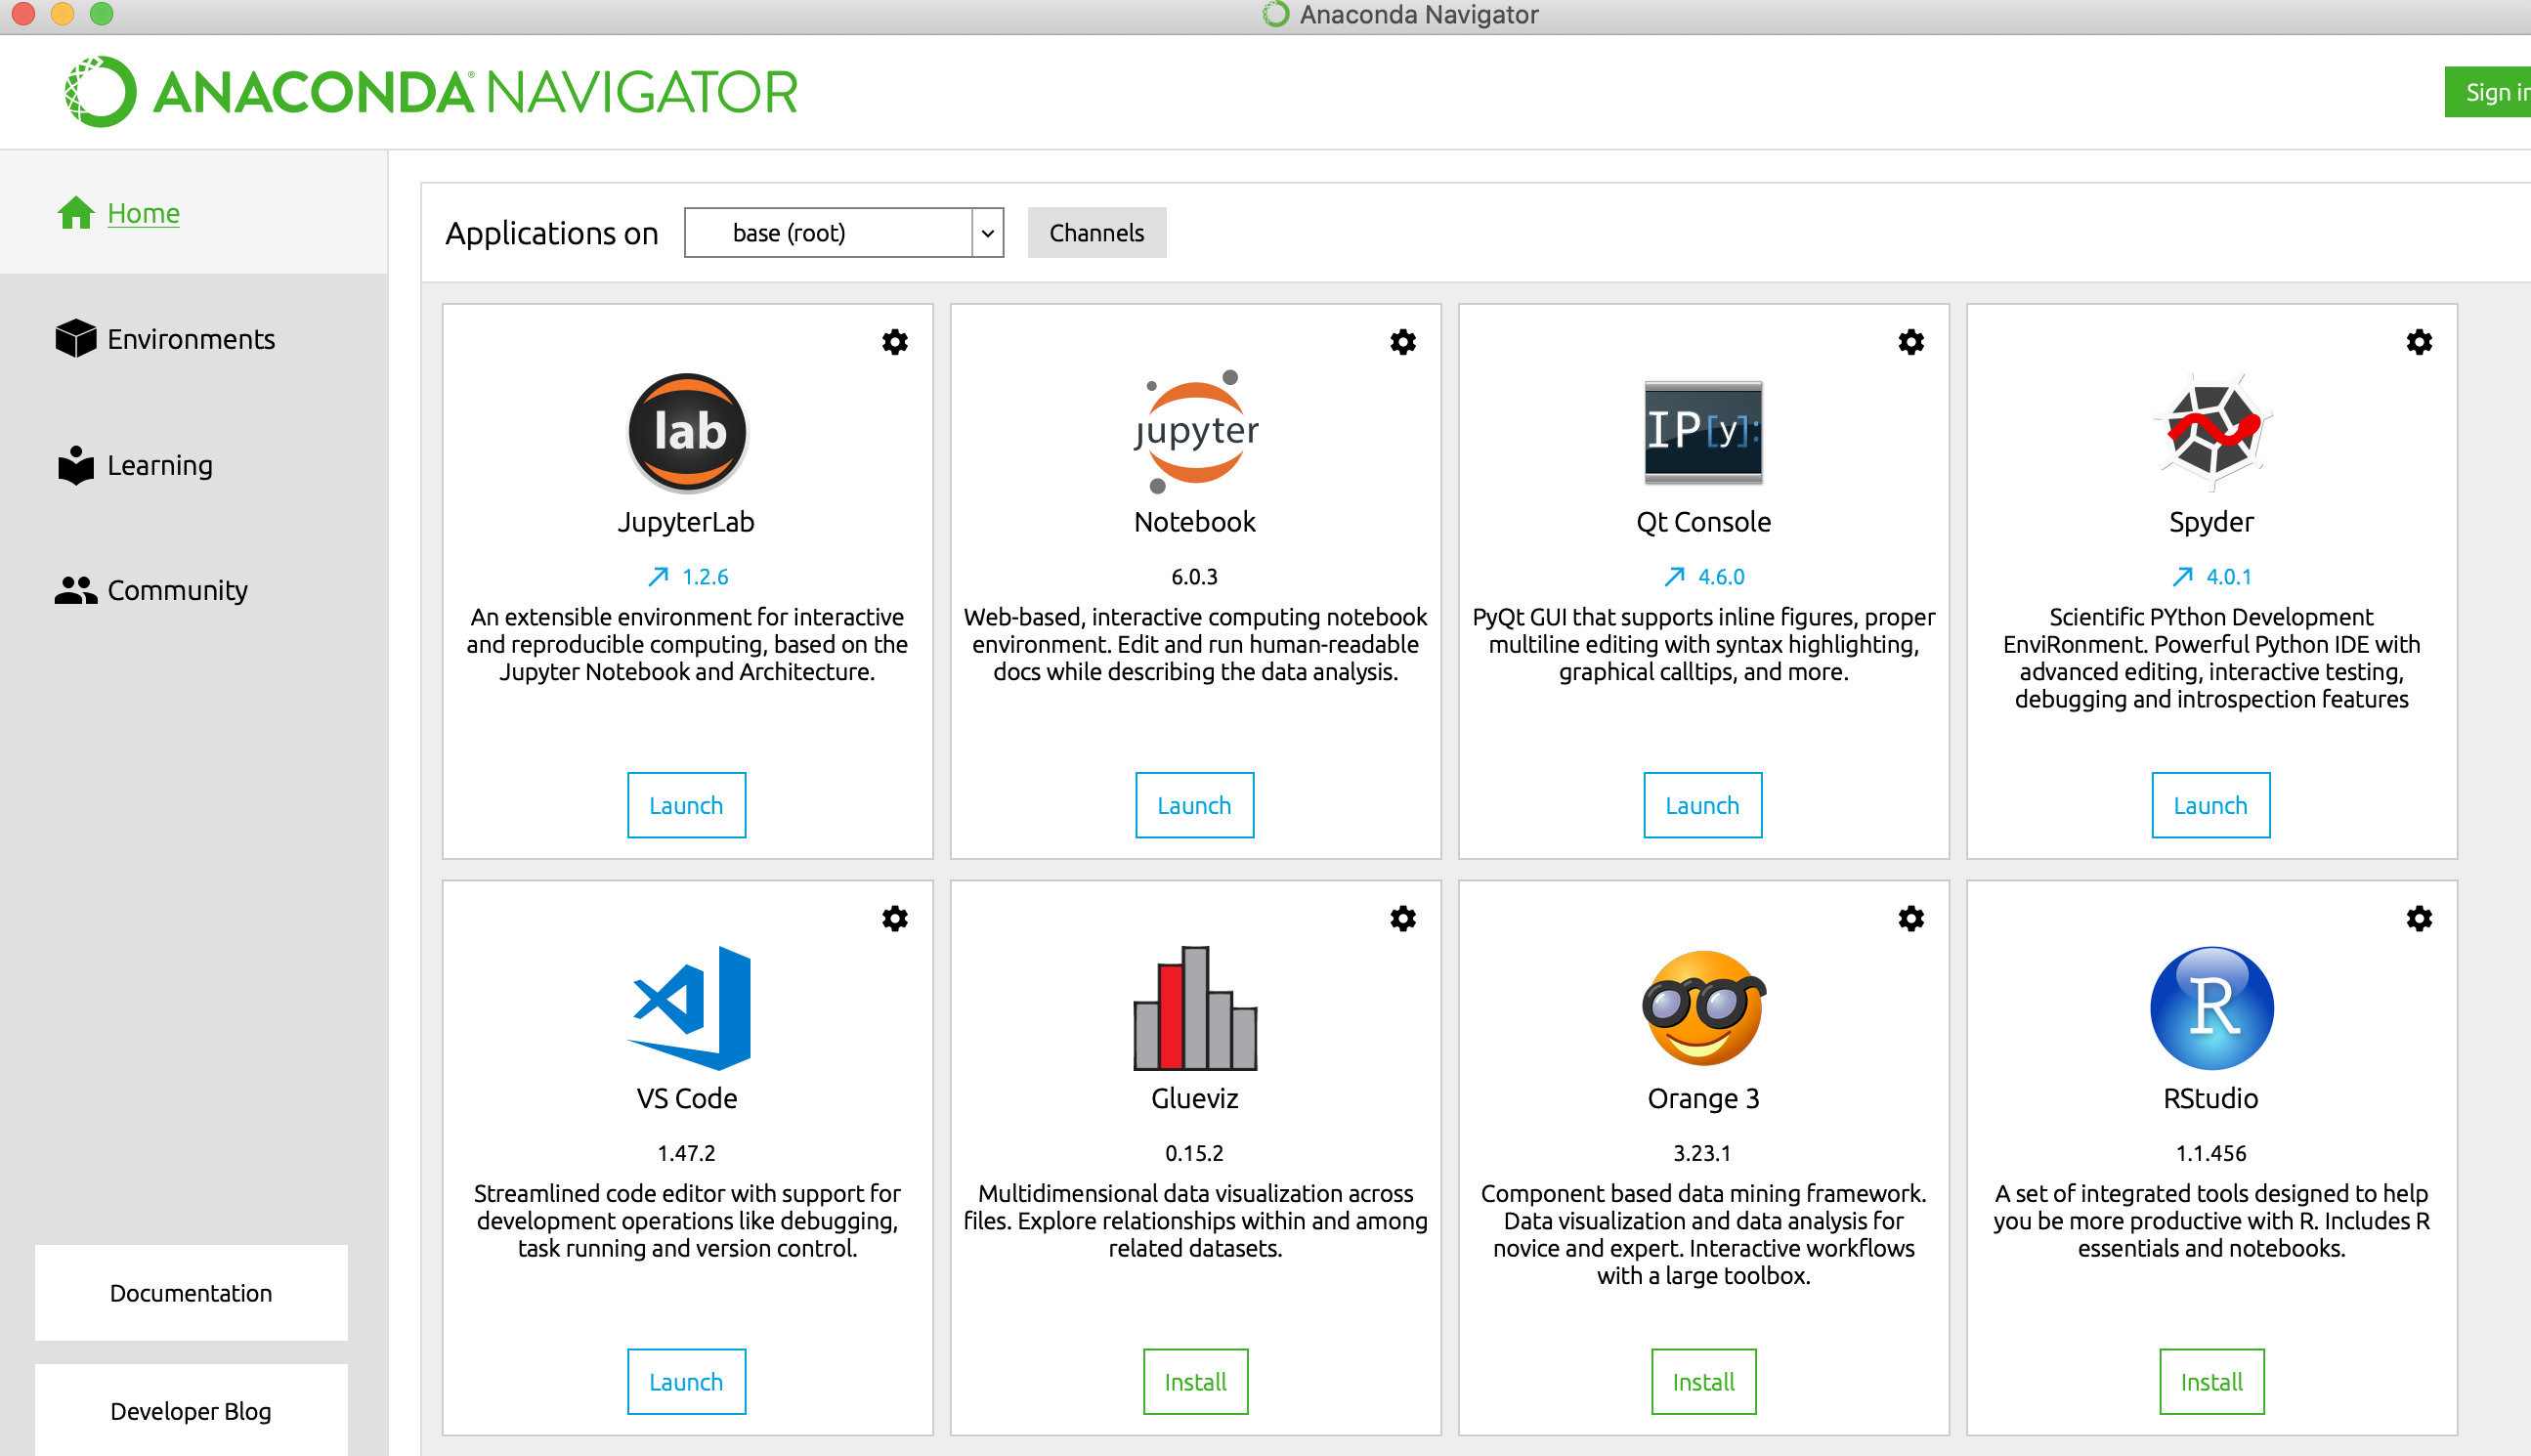 Anaconda Navigator
ANACONDA® NAVIGATOR
Sign in
Home
Environments
Learning
Community
Documentation
Developer Blog
Applications on base (root) Channels
lab
JupyterLab
1.2.6
An extensible environment for interactive
and reproducible computing, based on the
Jupyter Notebook and Architecture.
Launch
jupyter
Notebook
6.0.3
Web-based, interactive computing notebook
environment. Edit and run human-readable
docs while describing the data analysis.
Launch
IP[y]:
Qt Console
4.6.0
PyQt GUI that supports inline figures, proper
multiline editing with syntax highlighting,
graphical calltips, and more.
Launch
Spyder
4.0.1
Scientific PYthon Development
EnviRonment. Powerful Python IDE with
advanced editing, interactive testing,
debugging and introspection features
Launch
VS Code
1.47.2
Streamlined code editor with support for
development operations like debugging,
task running and version control.
Launch
Glueviz
0.15.2
Multidimensional data visualization across
files. Explore relationships within and among
related datasets.
Install
Orange 3
3.23.1
Component based data mining framework.
Data visualization and data analysis for
novice and expert. Interactive workflows
with a large toolbox.
Install
R
RStudio
1.1.456
A set of integrated tools designed to help
you be more productive with R. Includes R
essentials and notebooks.
Install